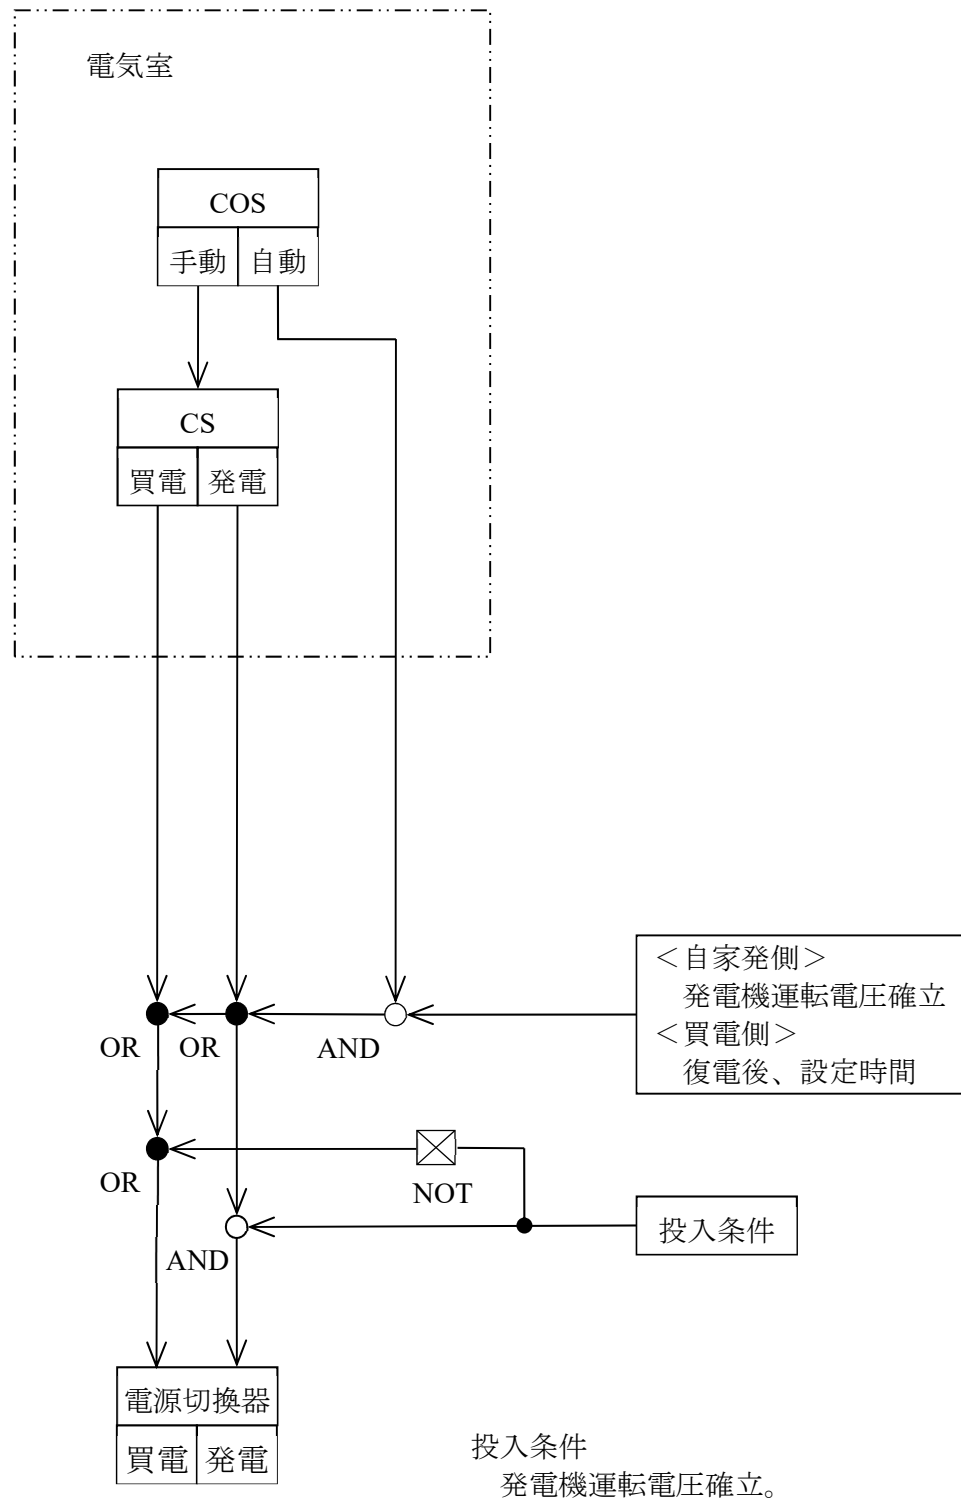 電気室
COS
手動 自動
CS
買電 発電
<自家発側>
発電機運転電圧確立
<買電側>
復電後、設定時間
OR OR AND
OR
NOT
投入条件
AND
電源切換器
買電 発電
投入条件
発電機運転電圧確立。